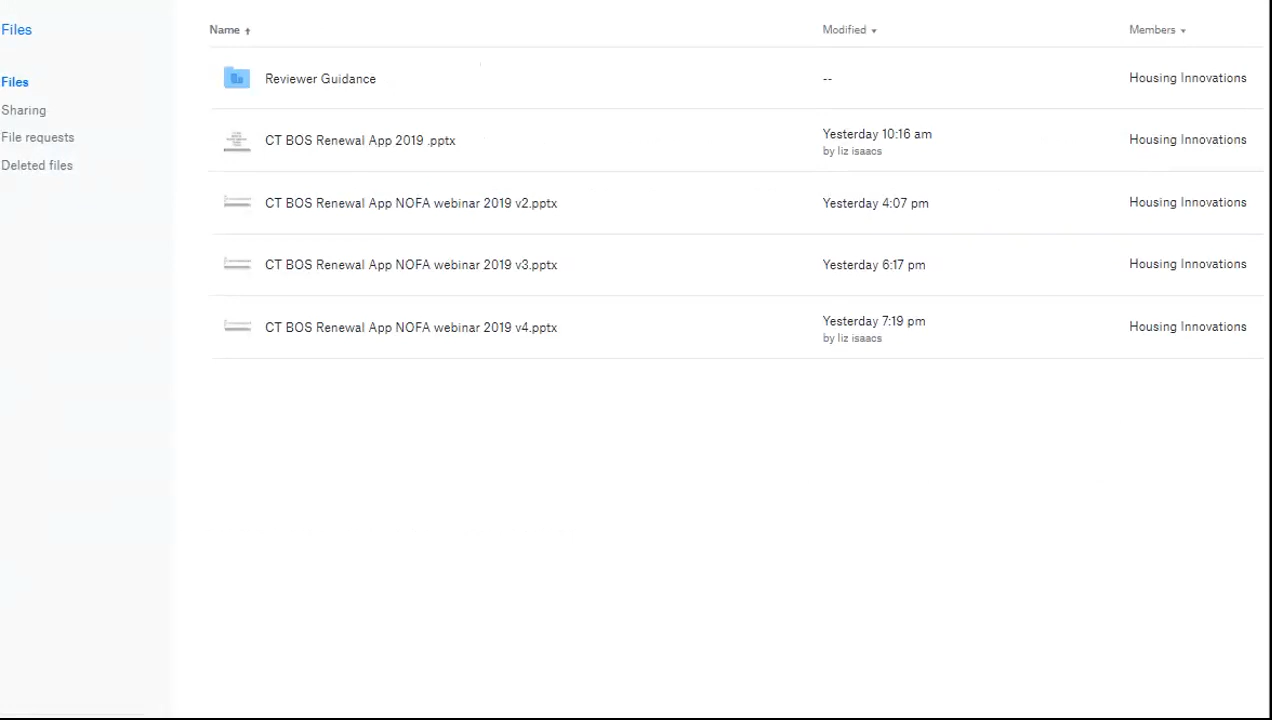 Files
Name ↑ Modified ▾ Members ▾
Files
Sharing
File requests
Deleted files
Reviewer Guidance -- Housing Innovations
CT BOS Renewal App 2019 .pptx Yesterday 10:16 am Housing Innovations
by liz isaacs
CT BOS Renewal App NOFA webinar 2019 v2.pptx Yesterday 4:07 pm Housing Innovations
CT BOS Renewal App NOFA webinar 2019 v3.pptx Yesterday 6:17 pm Housing Innovations
CT BOS Renewal App NOFA webinar 2019 v4.pptx Yesterday 7:19 pm Housing Innovations
by liz isaacs